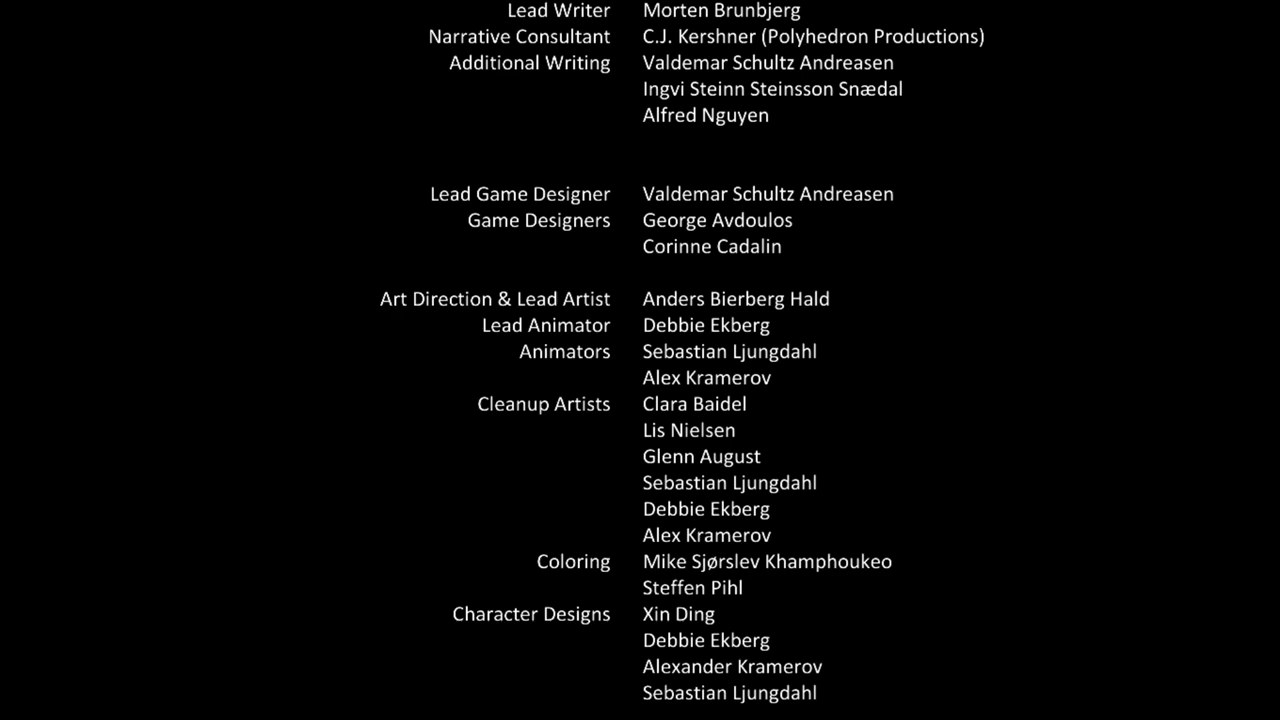 Lead Writer Morten Brunbjerg
Narrative Consultant C.J. Kershner (Polyhedron Productions)
Additional Writing Valdemar Schultz Andreasen
Ingvi Steinn Steinsson Snædal
Alfred Nguyen
Lead Game Designer Valdemar Schultz Andreasen
Game Designers George Avdoulos
Corinne Cadalin
Art Direction & Lead Artist Anders Bierberg Hald
Lead Animator Debbie Ekberg
Animators Sebastian Ljungdahl
Alex Kramerov
Cleanup Artists Clara Baidel
Lis Nielsen
Glenn August
Sebastian Ljungdahl
Debbie Ekberg
Alex Kramerov
Coloring Mike Sjørslev Khamphoukeo
Steffen Pihl
Character Designs Xin Ding
Debbie Ekberg
Alexander Kramerov
Sebastian Ljungdahl